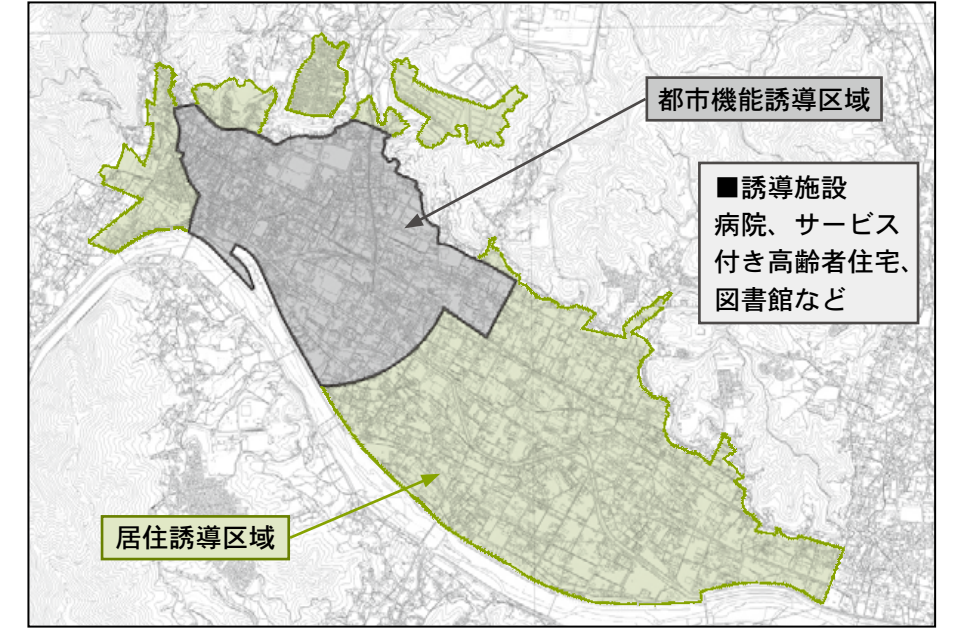 都市機能誘導区域
■誘導施設
病院、サービス
付き高齢者住宅、
図書館など
居住誘導区域